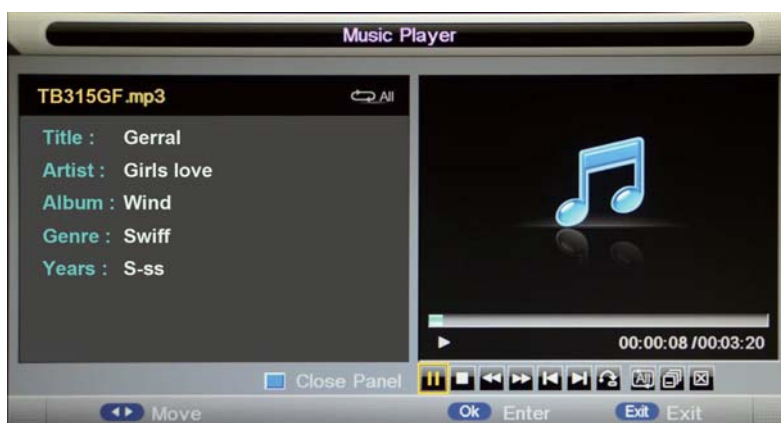 Music Player
TB315GF.mp3 All
Title : Gerral
Artist : Girls love
Album : Wind
Genre : Swiff
Years : S-ss
00:00:08 /00:03:20
Close Panel All
Move Ok Enter Exit Exit